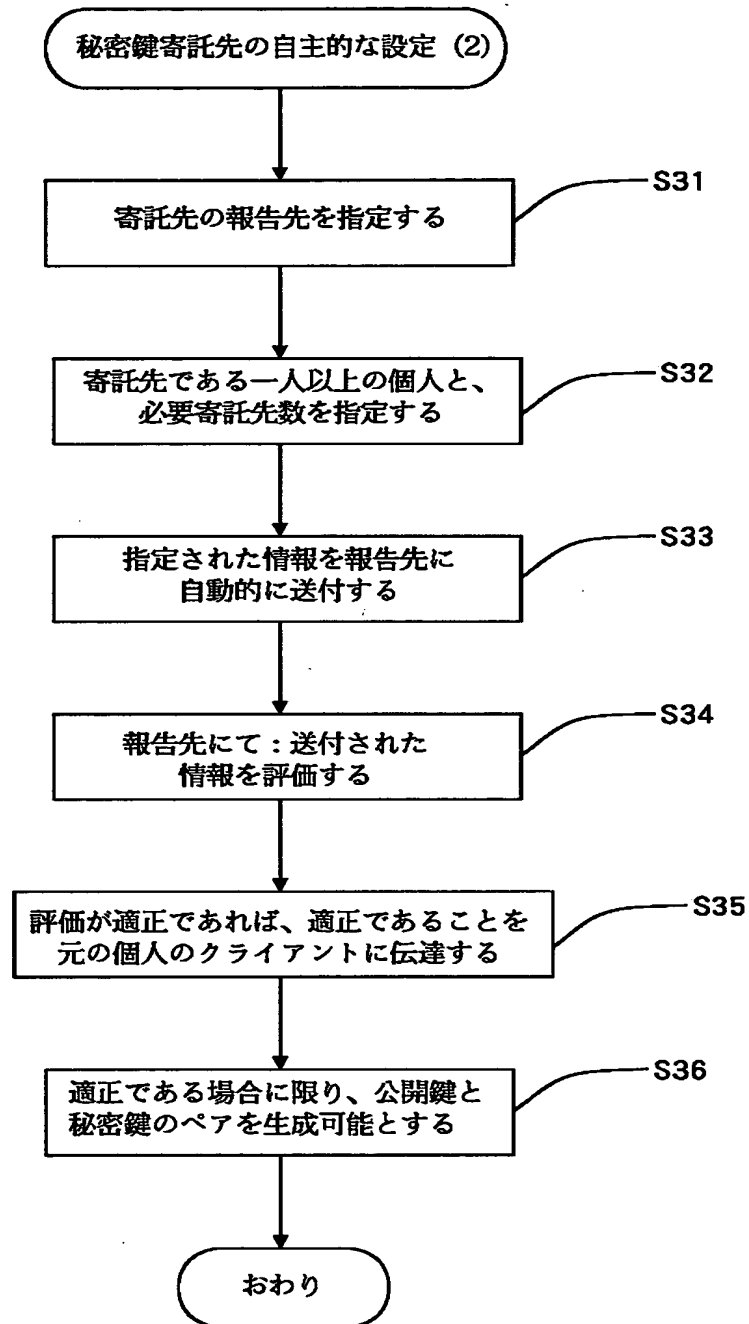 秘密鍵寄託先の自主的な設定 (2)
S31
寄託先の報告先を指定する
S32
寄託先である一人以上の個人と、
必要寄託先数を指定する
S33
指定された情報を報告先に
自動的に送付する
S34
報告先にて：送付された
情報を評価する
S35
評価が適正であれば、適正であることを
元の個人のクライアントに伝達する
S36
適正である場合に限り、公開鍵と
秘密鍵のペアを生成可能とする
おわり